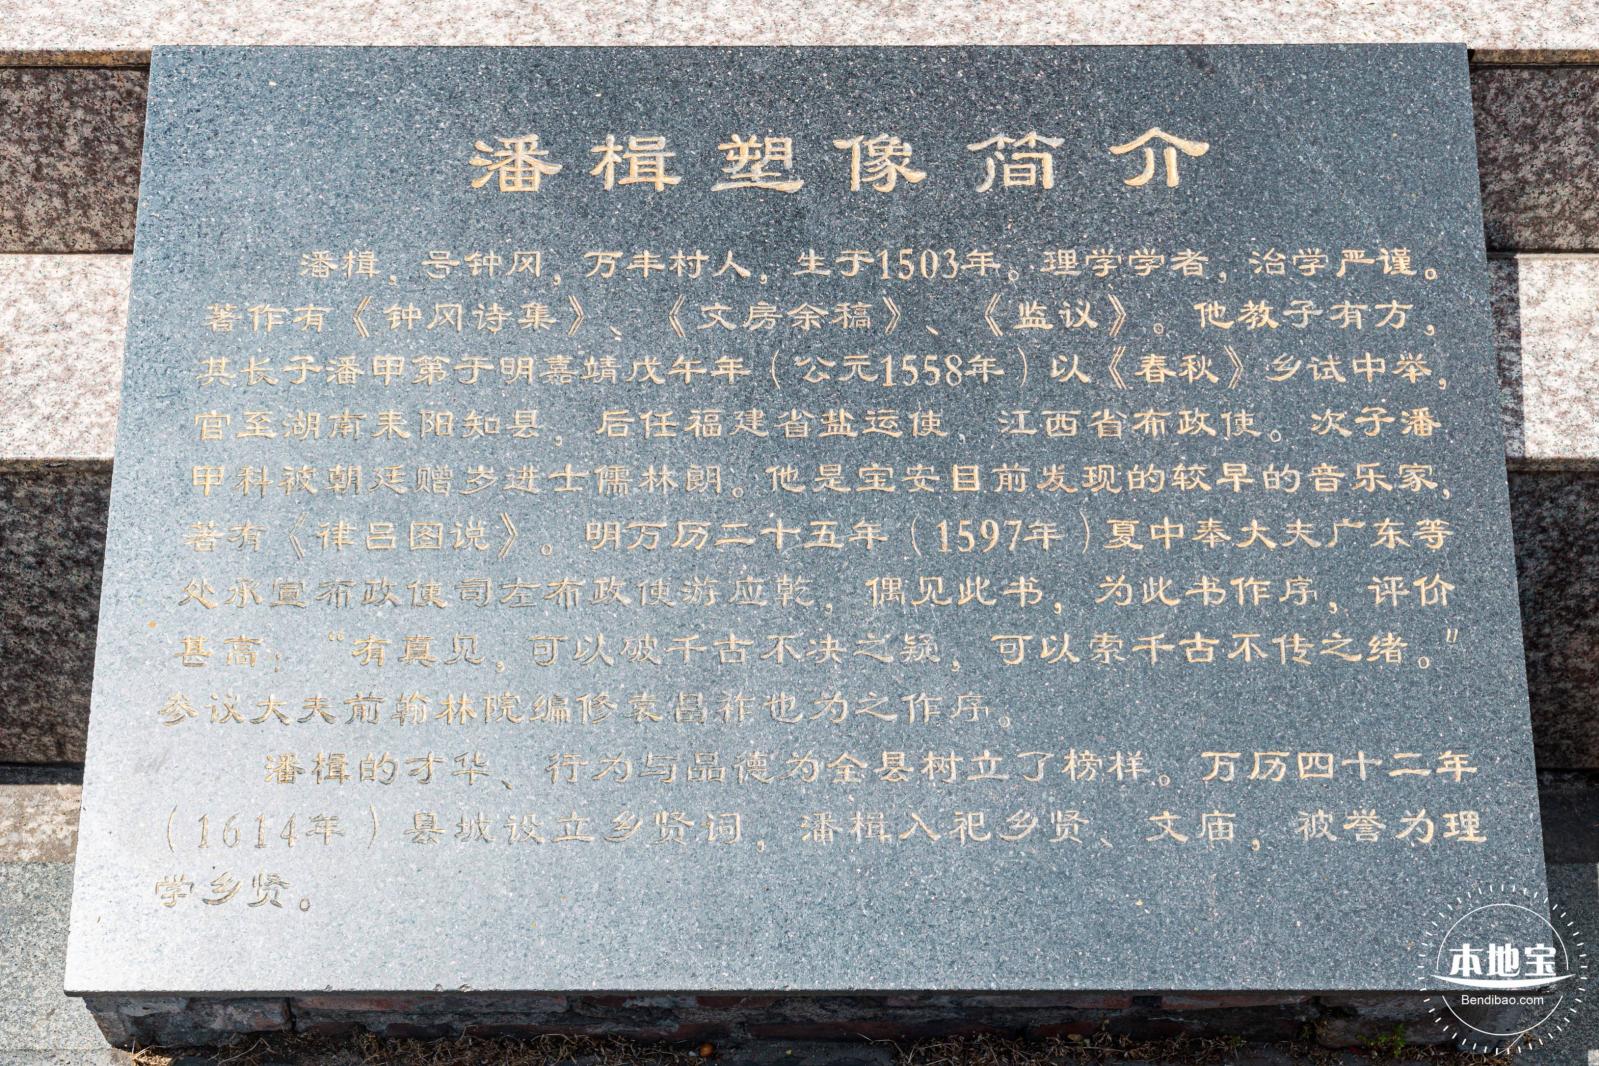 潘楫塑像简介
潘楫，号钟冈，万丰村人，生于1503年。理学学者，治学严谨。
著作有《钟冈诗集》、《文房余稿》、《监议》。他教子有方，
其长子潘甲第于明嘉靖戊午年（公元1558年）以《春秋》乡试中举，
官至湖南耒阳知县，后任福建省盐运使，江西省布政使。次子潘
甲科被朝廷赠岁进士儒林朗。他是宝安目前发现的较早的音乐家，
著有《律吕图说》。明万历二十五年（1597年）夏中奉大夫广东等
处承宣布政使司左布政使游应乾，偶见此书，为此书作序，评价
甚高：“有真见，可以破千古不决之疑，可以索千古不传之绪。”
参议大夫前翰林院编修袁昌祚也为之作序。
潘楫的才华、行为与品德为全县树立了榜样。万历四十二年
（1614年）县城设立乡贤词，潘楫入祀乡贤、文庙，被誉为理
学乡贤。
本地宝
Bendibao.com